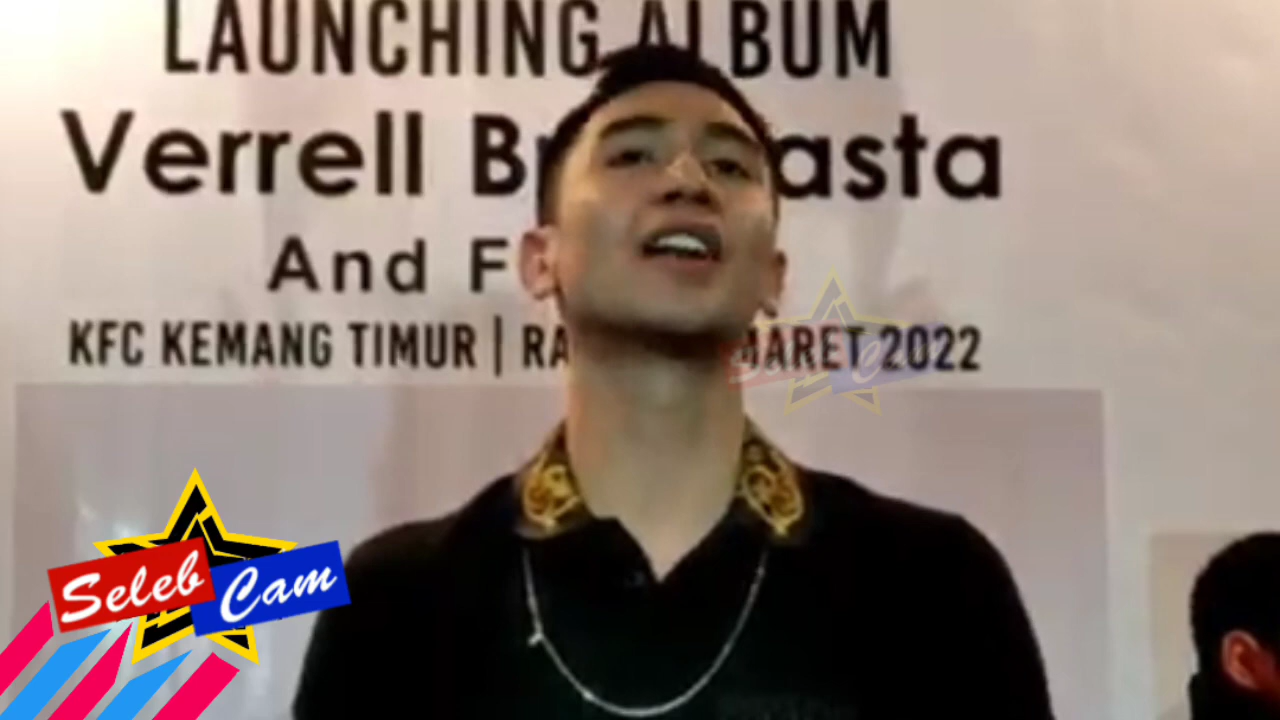 LAUNCHING ALBUM
Verrell
And
KFC KEMANG TIMUR | MARET 2022
Seleb
Cam